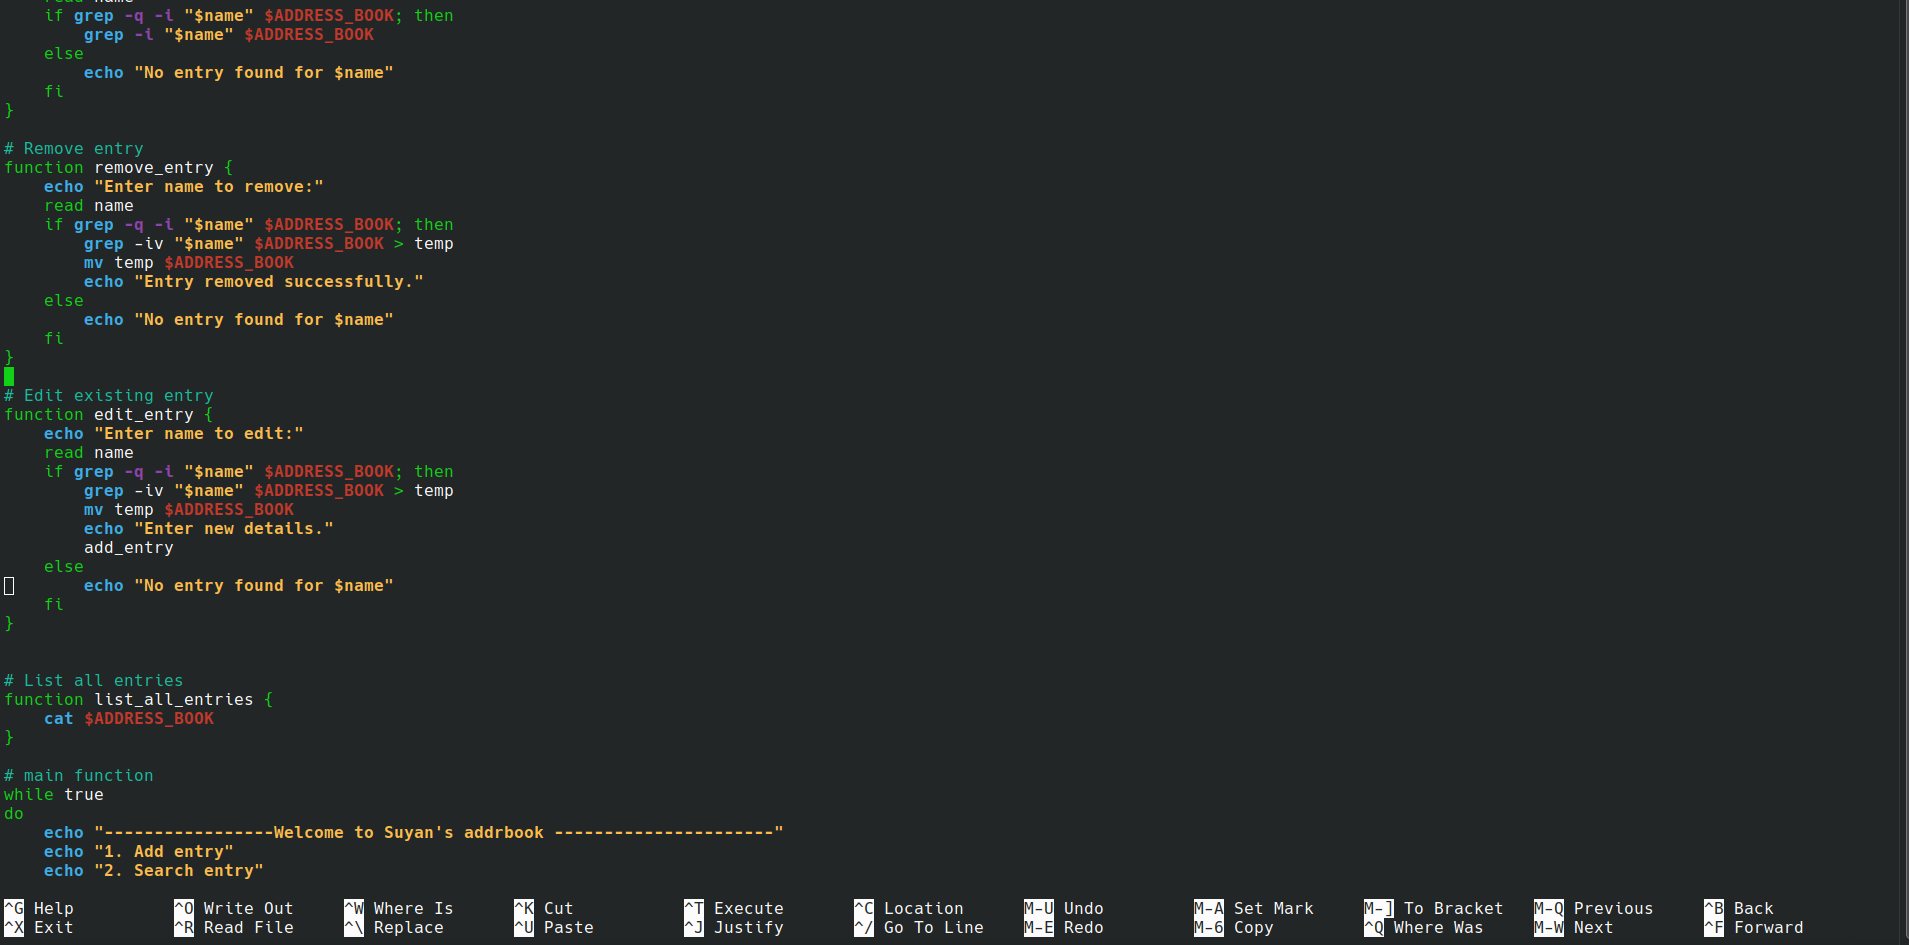 read name
    if grep -q -i "$name" $ADDRESS_BOOK; then
        grep -i "$name" $ADDRESS_BOOK
    else
        echo "No entry found for $name"
    fi
}

# Remove entry
function remove_entry {
    echo "Enter name to remove:"
    read name
    if grep -q -i "$name" $ADDRESS_BOOK; then
        grep -iv "$name" $ADDRESS_BOOK > temp
        mv temp $ADDRESS_BOOK
        echo "Entry removed successfully."
    else
        echo "No entry found for $name"
    fi
}

# Edit existing entry
function edit_entry {
    echo "Enter name to edit:"
    read name
    if grep -q -i "$name" $ADDRESS_BOOK; then
        grep -iv "$name" $ADDRESS_BOOK > temp
        mv temp $ADDRESS_BOOK
        echo "Enter new details."
        add_entry
    else
        echo "No entry found for $name"
    fi
}


# List all entries
function list_all_entries {
    cat $ADDRESS_BOOK
}

# main function
while true
do
    echo "-----------------Welcome to Suyan's addrbook ----------------------"
    echo "1. Add entry"
    echo "2. Search entry"

^G Help ^O Write Out ^W Where Is ^K Cut ^T Execute ^C Location M-U Undo M-A Set Mark M-] To Bracket M-Q Previous ^B Back
^X Exit ^R Read File ^\ Replace ^U Paste ^J Justify ^/ Go To Line M-E Redo M-6 Copy ^Q Where Was M-W Next ^F Forward